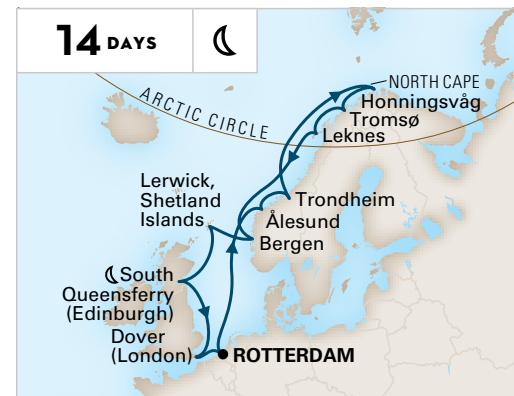 14 DAYS
NORTH CAPE
Honningsvåg
Tromsø
Leknes
ARCTIC CIRCLE
Lerwick,
Shetland
Islands
Trondheim
Ålesund
Bergen
South
Queensferry
(Edinburgh)
Dover
(London)
ROTTERDAM